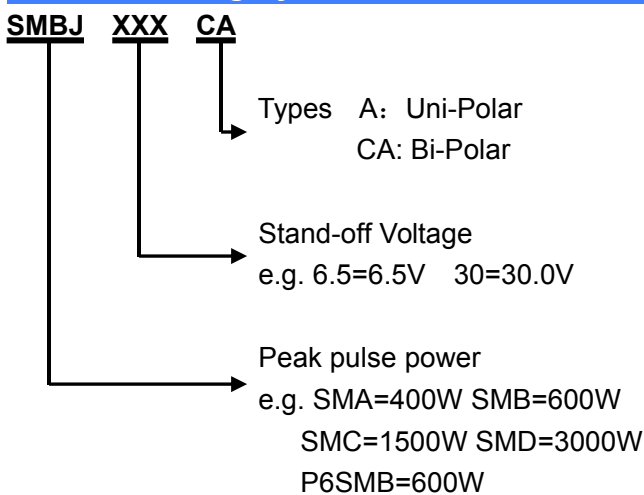 SMBJ XXX CA
Types A：Uni-Polar
CA: Bi-Polar
Stand-off Voltage
e.g. 6.5=6.5V 30=30.0V
Peak pulse power
e.g. SMA=400W SMB=600W
SMC=1500W SMD=3000W
P6SMB=600W